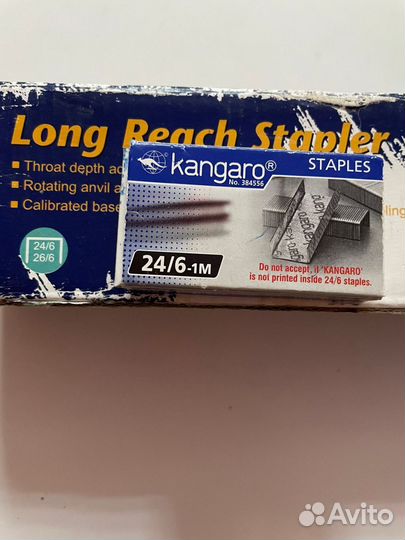 Long Reach Stapler
Throat depth
Rotating anvil
Calibrated base
24/6
26/6
kangaro®
No. 384556
STAPLES
24/6-1M
Do not accept, if 'KANGARO'
is not printed inside 24/6 staples.
Avito